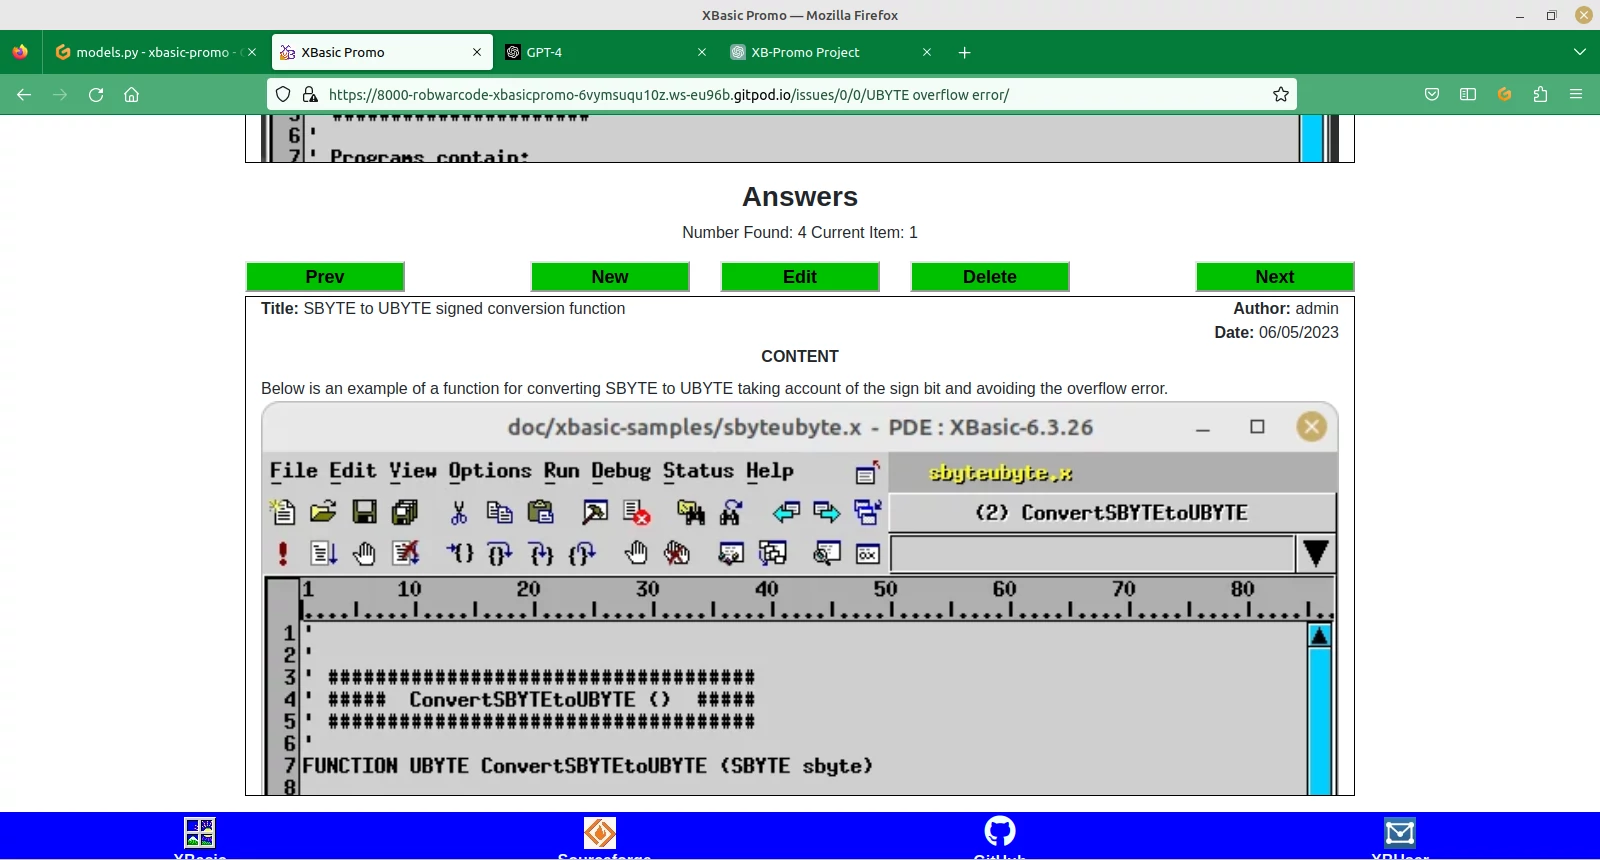 XBasic Promo — Mozilla Firefox
models.py - xbasic-promo -
XBasic Promo
GPT-4
XB-Promo Project
https://8000-robwarcode-xbasicpromo-6vymsuqu10z.ws-eu96b.gitpod.io/issues/0/0/UBYTE overflow error/
6 '
7 ' Programs contain:
Answers
Number Found: 4 Current Item: 1
Prev
New
Edit
Delete
Next
Title: SBYTE to UBYTE signed conversion function
Author: admin
Date: 06/05/2023
CONTENT
Below is an example of a function for converting SBYTE to UBYTE taking account of the sign bit and avoiding the overflow error.
doc/xbasic-samples/sbyteubyte.x - PDE : XBasic-6.3.26
File Edit View Options Run Debug Status Help
sbyteubyte.x
(2) ConvertSBYTEtoUBYTE
1 10 20 30 40 50 60 70 80
1 '
2 '
3 ' ####################################
4 ' ##### ConvertSBYTEtoUBYTE () #####
5 ' ####################################
6 '
7 FUNCTION UBYTE ConvertSBYTEtoUBYTE (SBYTE sbyte)
8
XBasic
Sourceforge
GitHub
XBUser